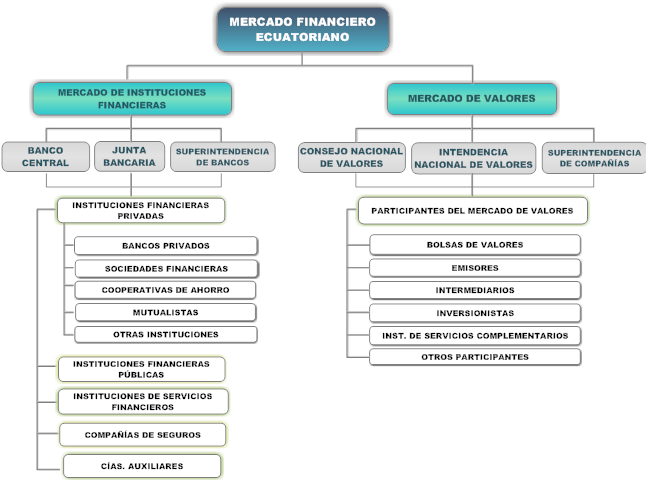 MERCADO FINANCIERO
ECUATORIANO
MERCADO DE INSTITUCIONES
FINANCIERAS
MERCADO DE VALORES
BANCO
CENTRAL
JUNTA
BANCARIA
SUPERINTENDENCIA
DE BANCOS
CONSEJO NACIONAL
DE VALORES
INTENDENCIA
NACIONAL DE VALORES
SUPERINTENDENCIA
DE COMPAÑÍAS
INSTITUCIONES FINANCIERAS
PRIVADAS
BANCOS PRIVADOS
SOCIEDADES FINANCIERAS
COOPERATIVAS DE AHORRO
MUTUALISTAS
OTRAS INSTITUCIONES
INSTITUCIONES FINANCIERAS
PÚBLICAS
INSTITUCIONES DE SERVICIOS
FINANCIEROS
COMPAÑÍAS DE SEGUROS
CÍAS. AUXILIARES
PARTICIPANTES DEL MERCADO DE VALORES
BOLSAS DE VALORES
EMISORES
INTERMEDIARIOS
INVERSIONISTAS
INST. DE SERVICIOS COMPLEMENTARIOS
OTROS PARTICIPANTES